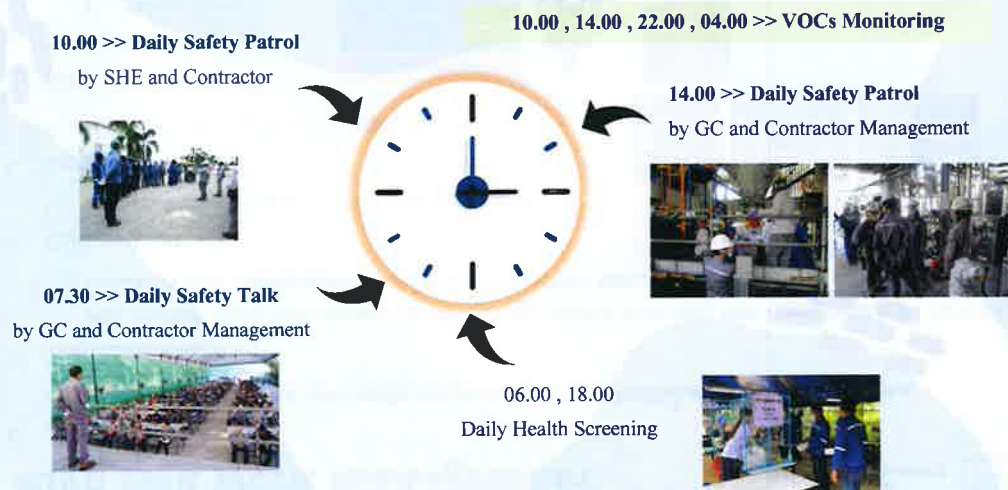 10.00 , 14.00 , 22.00 , 04.00 >> VOCs Monitoring
10.00 >> Daily Safety Patrol
by SHE and Contractor
14.00 >> Daily Safety Patrol
by GC and Contractor Management
07.30 >> Daily Safety Talk
by GC and Contractor Management
06.00 , 18.00
Daily Health Screening